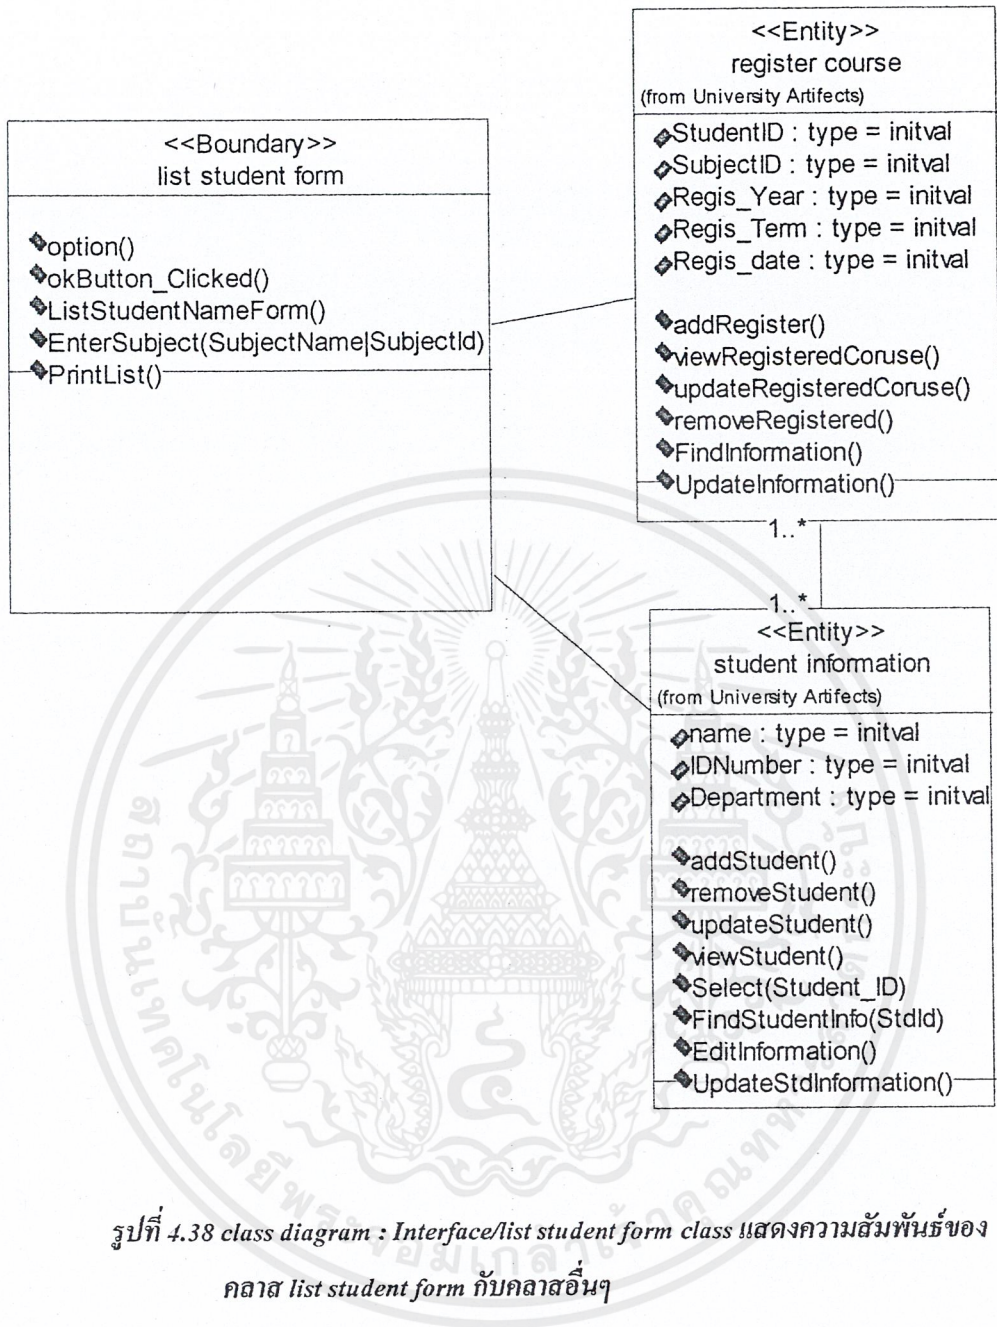 <<Boundary>>
list student form
option()
okButton_Clicked()
ListStudentNameForm()
EnterSubject(SubjectName|SubjectId)
PrintList()
<<Entity>>
register course
(from University Artifects)
StudentID : type = initval
SubjectID : type = initval
Regis_Year : type = initval
Regis_Term : type = initval
Regis_date : type = initval
addRegister()
viewRegisteredCoruse()
updateRegisteredCoruse()
removeRegistered()
FindInformation()
UpdateInformation()
1..*
1..*
<<Entity>>
student information
(from University Artifects)
name : type = initval
IDNumber : type = initval
Department : type = initval
addStudent()
removeStudent()
updateStudent()
viewStudent()
Select(Student_ID)
FindStudentInfo(StdId)
EditInformation()
UpdateStdInformation()
รูปที่ 4.38 class diagram : Interface/list student form class แสดงความสัมพันธ์ของ
คลาส list student form กับคลาสอื่นๆ